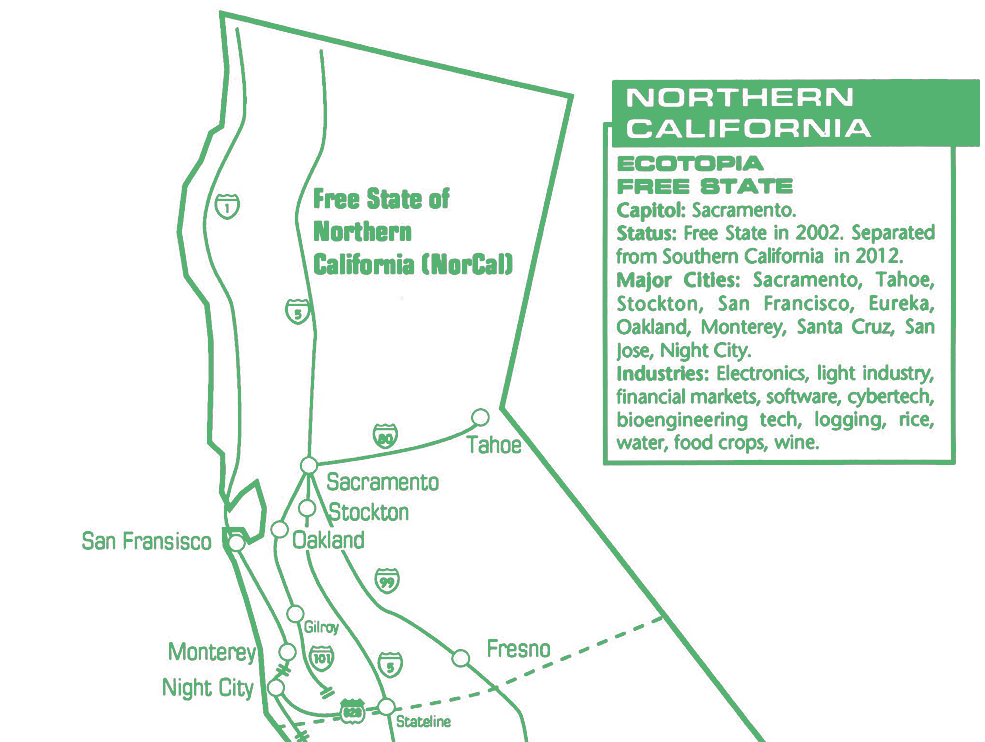 NORTHERN
CALIFORNIA
ECOTOPIA
FREE STATE
Capitol: Sacramento.
Status: Free State in 2002. Separated
from Southern California in 2012.
Major Cities: Sacramento, Tahoe,
Stockton, San Francisco, Eureka,
Oakland, Monterey, Santa Cruz, San
Jose, Night City.
Industries: Electronics, light industry,
financial markets, software, cybertech,
bioengineering tech, logging, rice,
water, food crops, wine.
Free State of
Northern
California (NorCal)
1
5
80
Tahoe
Sacramento
Stockton
Oakland
San Fransisco
99
Gilroy
Monterey
101
5
Fresno
Night City
828
Stateline